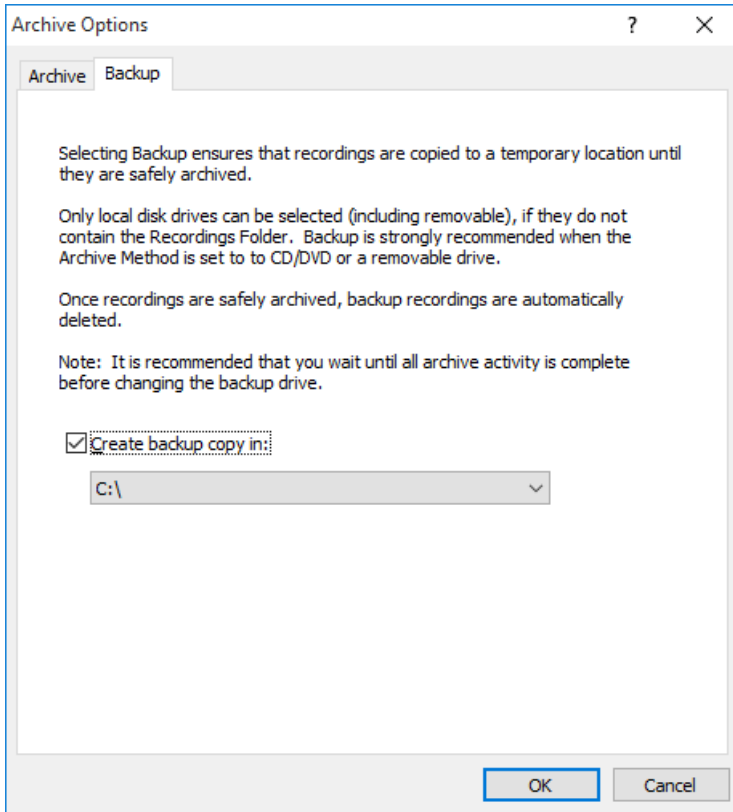 Archive Options
Archive
Backup
Selecting Backup ensures that recordings are copied to a temporary location until
they are safely archived.
Only local disk drives can be selected (including removable), if they do not
contain the Recordings Folder.  Backup is strongly recommended when the
Archive Method is set to to CD/DVD or a removable drive.
Once recordings are safely archived, backup recordings are automatically
deleted.
Note:  It is recommended that you wait until all archive activity is complete
before changing the backup drive.
Create backup copy in:
C:\
OK
Cancel